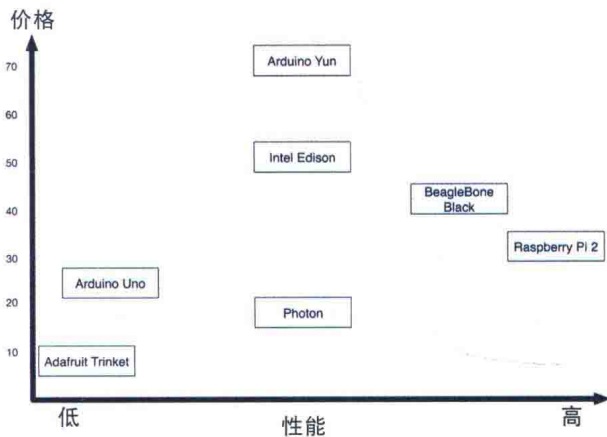 价格
70
Arduino Yun
60
50
Intel Edison
BeagleBone
Black
40
Raspberry Pi 2
30
Arduino Uno
20
Photon
10
Adafruit Trinket
低
性能
高